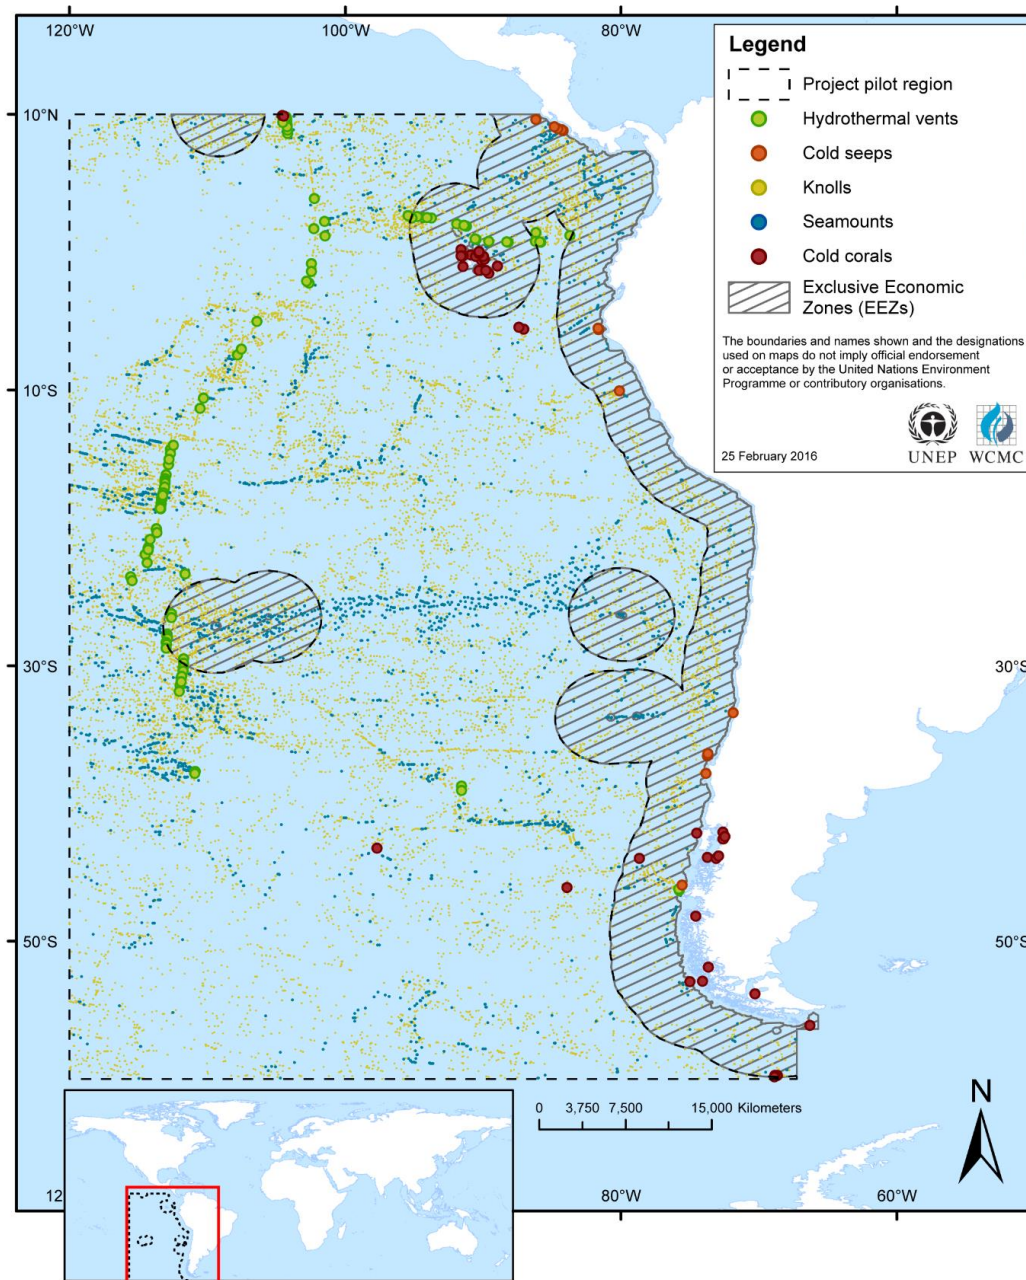 120°W 100°W 80°W
Legend
Project pilot region
Hydrothermal vents
Cold seeps
Knolls
Seamounts
Cold corals
Exclusive Economic
Zones (EEZs)
The boundaries and names shown and the designations
used on maps do not imply official endorsement
or acceptance by the United Nations Environment
Programme or contributory organisations.
25 February 2016
UNEP WCMC
10°N
10°S
30°S 30°S
50°S 50°S
0 3,750 7,500 15,000 Kilometers
N
12 80°W 60°W